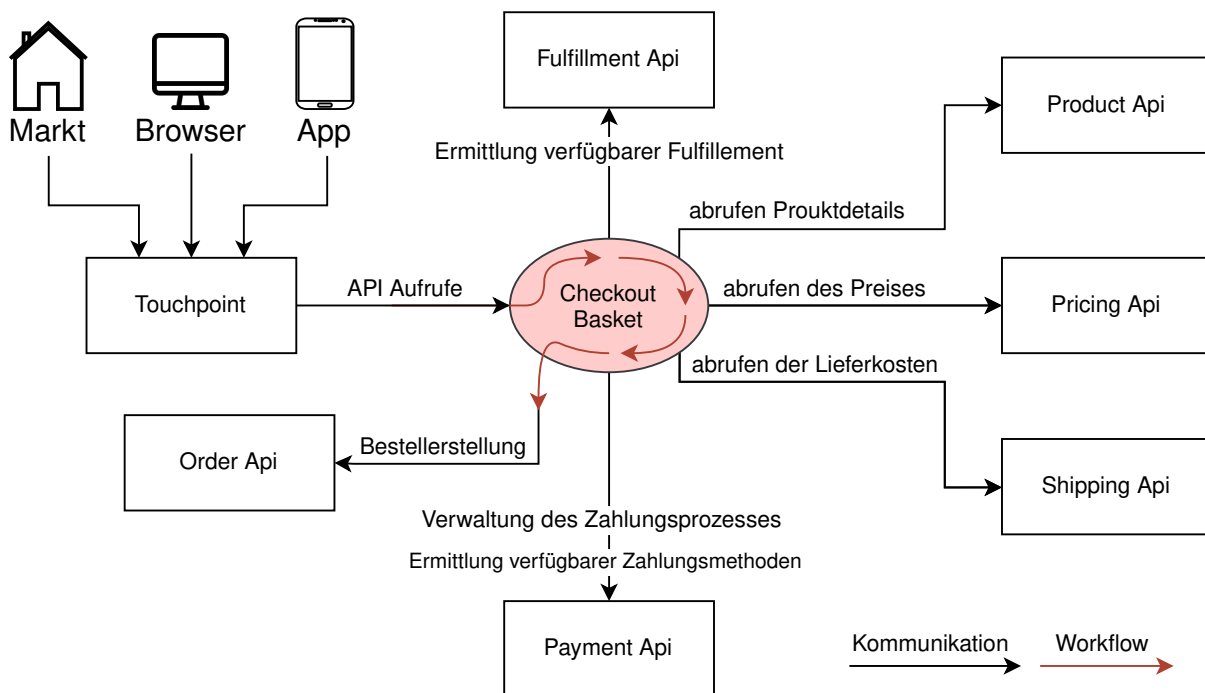 Markt
Browser
App
Fulfillment Api
Product Api
Ermittlung verfügbarer Fulfillement
abrufen Prouktdetails
Touchpoint
API Aufrufe
Checkout
Basket
abrufen des Preises
Pricing Api
abrufen der Lieferkosten
Order Api
Bestellerstellung
Shipping Api
Verwaltung des Zahlungsprozesses
Ermittlung verfügbarer Zahlungsmethoden
Payment Api
Kommunikation
Workflow